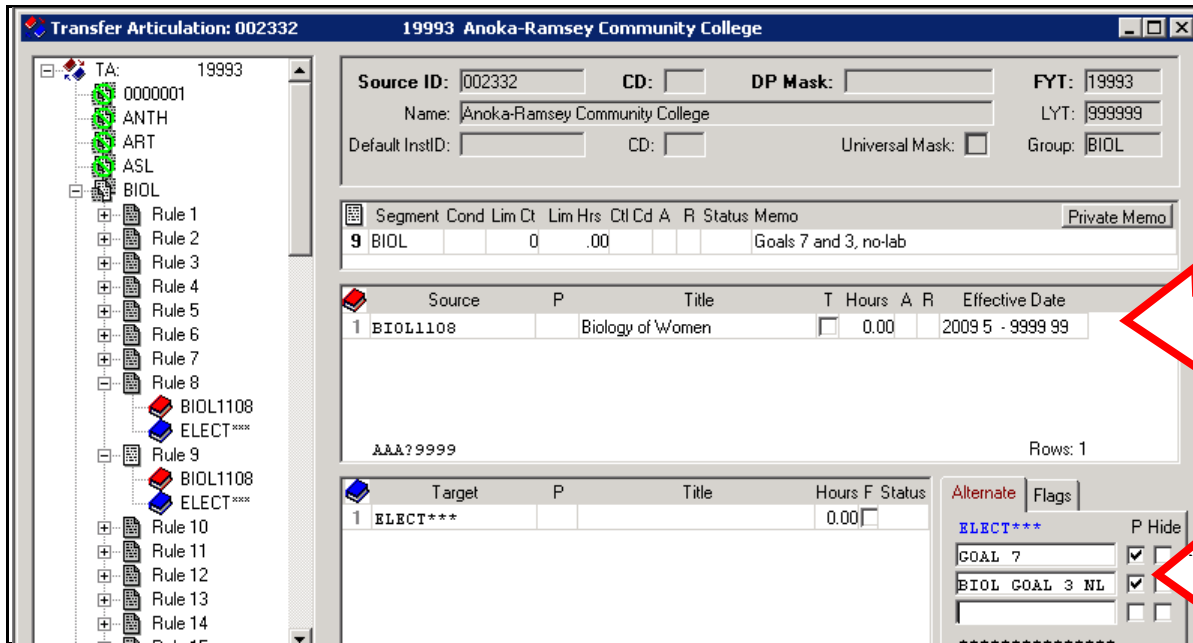 Transfer Articulation: 002332 19993 Anoka-Ramsey Community College
TA: 19993
0000001
ANTH
ART
ASL
BIOL
Rule 1
Rule 2
Rule 3
Rule 4
Rule 5
Rule 6
Rule 7
Rule 8
BIOL1108
ELECT***
Rule 9
BIOL1108
ELECT***
Rule 10
Rule 11
Rule 12
Rule 13
Rule 14
Source ID: 002332 CD: DP Mask: FYT: 19993
Name: Anoka-Ramsey Community College LYT: 999999
Default InstID: CD: Universal Mask: Group: BIOL
Segment Cond Lim Ct Lim Hrs Ctl Cd A R Status Memo Private Memo
9 BIOL 0 .00 Goals 7 and 3, no-lab
Source P Title T Hours A R Effective Date
1 BIOL1108 Biology of Women 0.00 2009 5 - 9999 99
AAA?9999 Rows: 1
Target P Title Hours F Status
1 ELECT*** 0.00
Alternate Flags
ELECT*** P Hide
GOAL 7
BIOL GOAL 3 NL